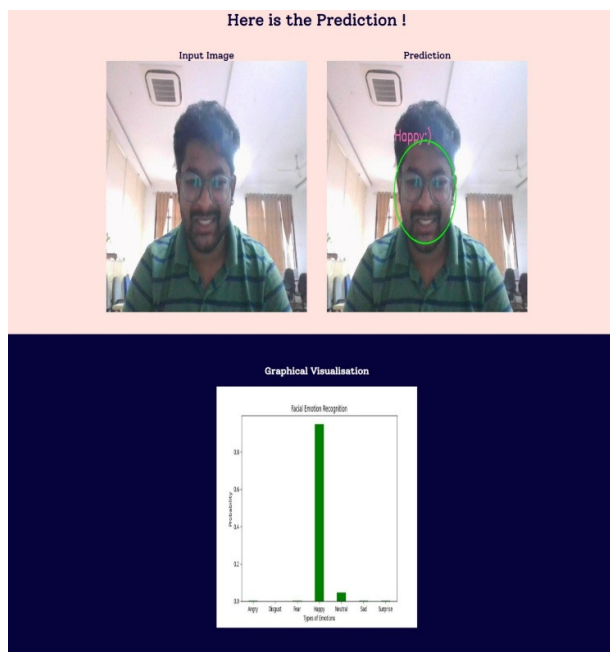 Here is the Prediction !
Input Image
Prediction
Happy:)
Graphical Visualisation
Facial Emotion Recognition
0.8
0.6
0.4
0.2
0.0
Probability
Angry Disgust Fear Happy Neutral Sad Surprise
Types of Emotions